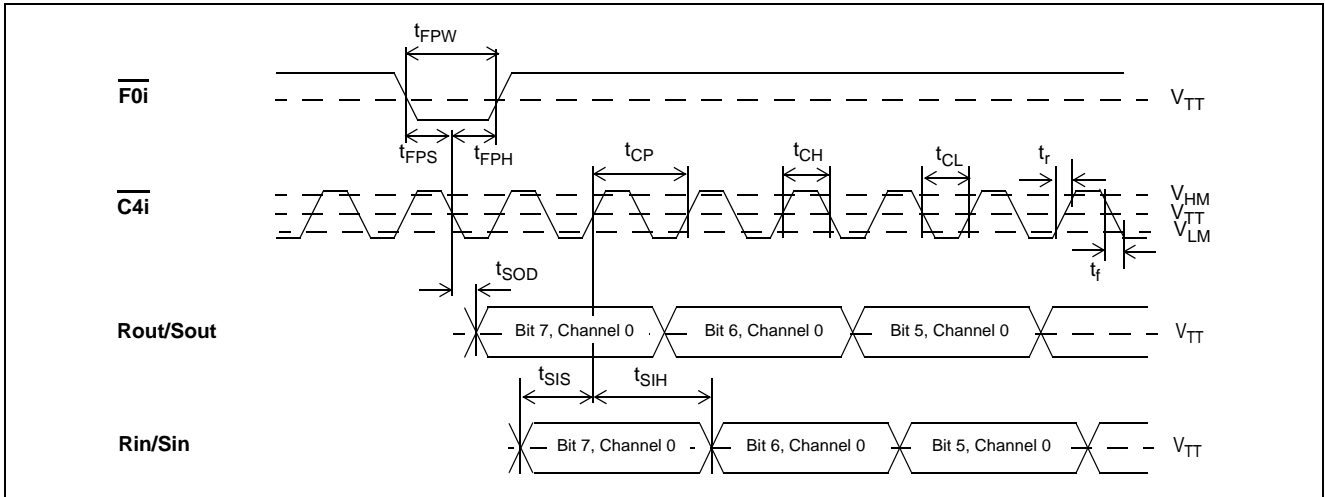 tFPW
F0i
VTT
tFPS
tFPH
tCP
tCH
tCL
tr
C4i
VHM
VTT
VLM
tf
tSOD
Rout/Sout
Bit 7, Channel 0
Bit 6, Channel 0
Bit 5, Channel 0
VTT
tSIS
tSIH
Rin/Sin
Bit 7, Channel 0
Bit 6, Channel 0
Bit 5, Channel 0
VTT